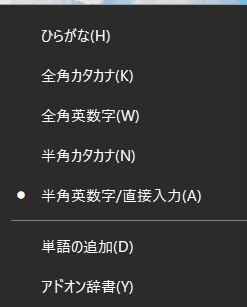 ひらがな(H)
全角カタカナ(K)
全角英数字(W)
半角カタカナ(N)
半角英数字/直接入力(A)
単語の追加(D)
アドオン辞書(Y)